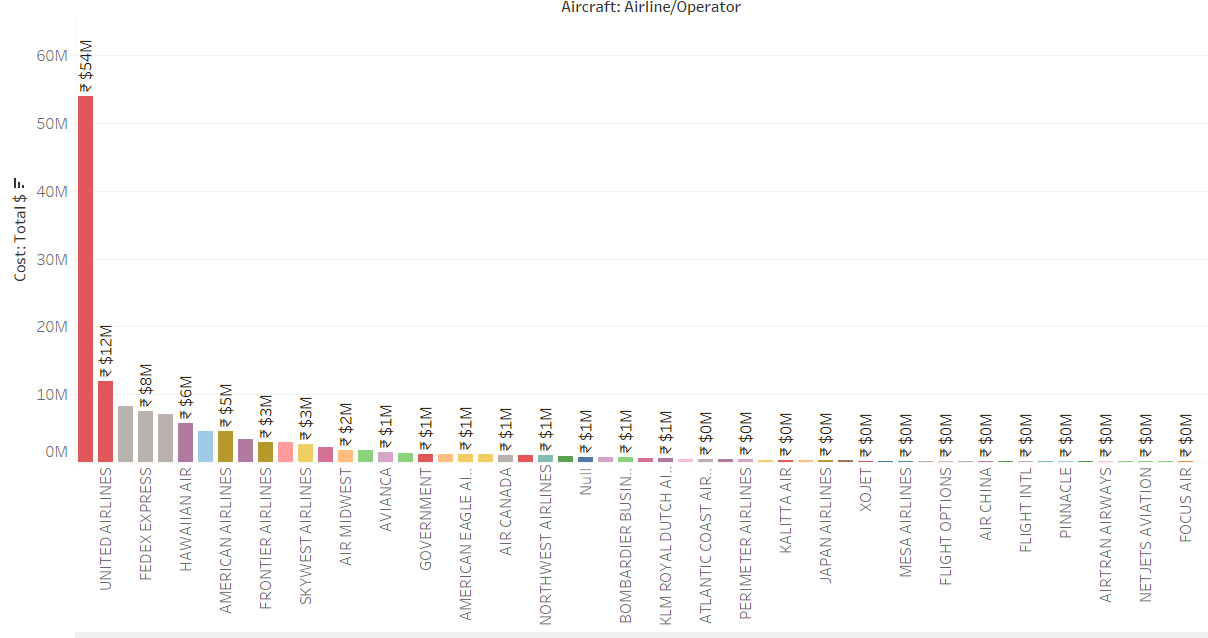 Aircraft: Airline/Operator
Cost: Total $
60M
50M
40M
30M
20M
10M
0M
₹ $54M
₹ $12M
₹ $8M
₹ $6M
₹ $5M
₹ $3M
₹ $3M
₹ $2M
₹ $1M
₹ $1M
₹ $1M
₹ $1M
₹ $1M
₹ $1M
₹ $1M
₹ $1M
₹ $0M
₹ $0M
₹ $0M
₹ $0M
₹ $0M
₹ $0M
₹ $0M
₹ $0M
₹ $0M
₹ $0M
₹ $0M
₹ $0M
₹ $0M
UNITED AIRLINES
FEDEX EXPRESS
HAWAIIAN AIR
AMERICAN AIRLINES
FRONTIER AIRLINES
SKYWEST AIRLINES
AIR MIDWEST
AVIANCA
GOVERNMENT
AMERICAN EAGLE AI..
AIR CANADA
NORTHWEST AIRLINES
Null
BOMBARDIER BUSIN..
KLM ROYAL DUTCH AI..
ATLANTIC COAST AIR..
PERIMETER AIRLINES
KALITTA AIR
JAPAN AIRLINES
XOJET
MESA AIRLINES
FLIGHT OPTIONS
AIR CHINA
FLIGHT INTL
PINNACLE
AIRTRAN AIRWAYS
NETJETS AVIATION
FOCUS AIR